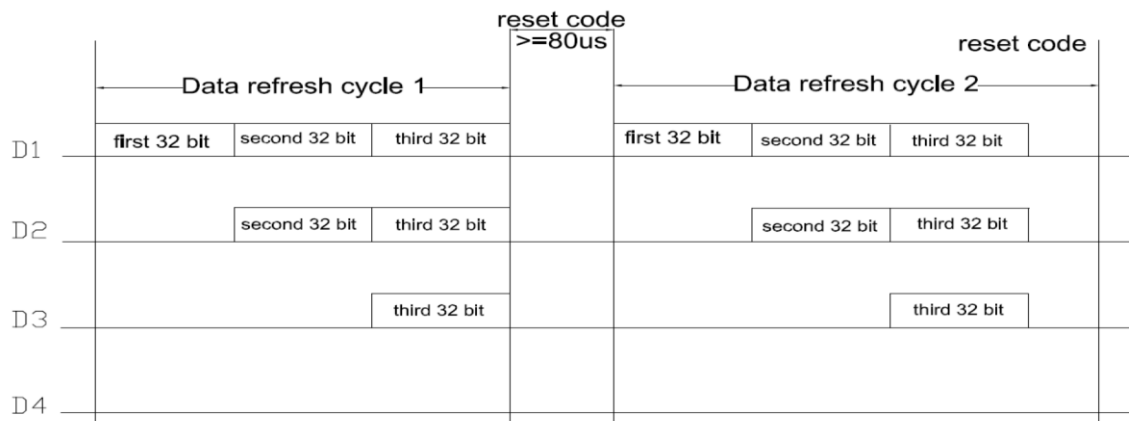 reset code
>=80us
reset code
Data refresh cycle 1
Data refresh cycle 2
D1
first 32 bit
second 32 bit
third 32 bit
first 32 bit
second 32 bit
third 32 bit
D2
second 32 bit
third 32 bit
second 32 bit
third 32 bit
D3
third 32 bit
third 32 bit
D4